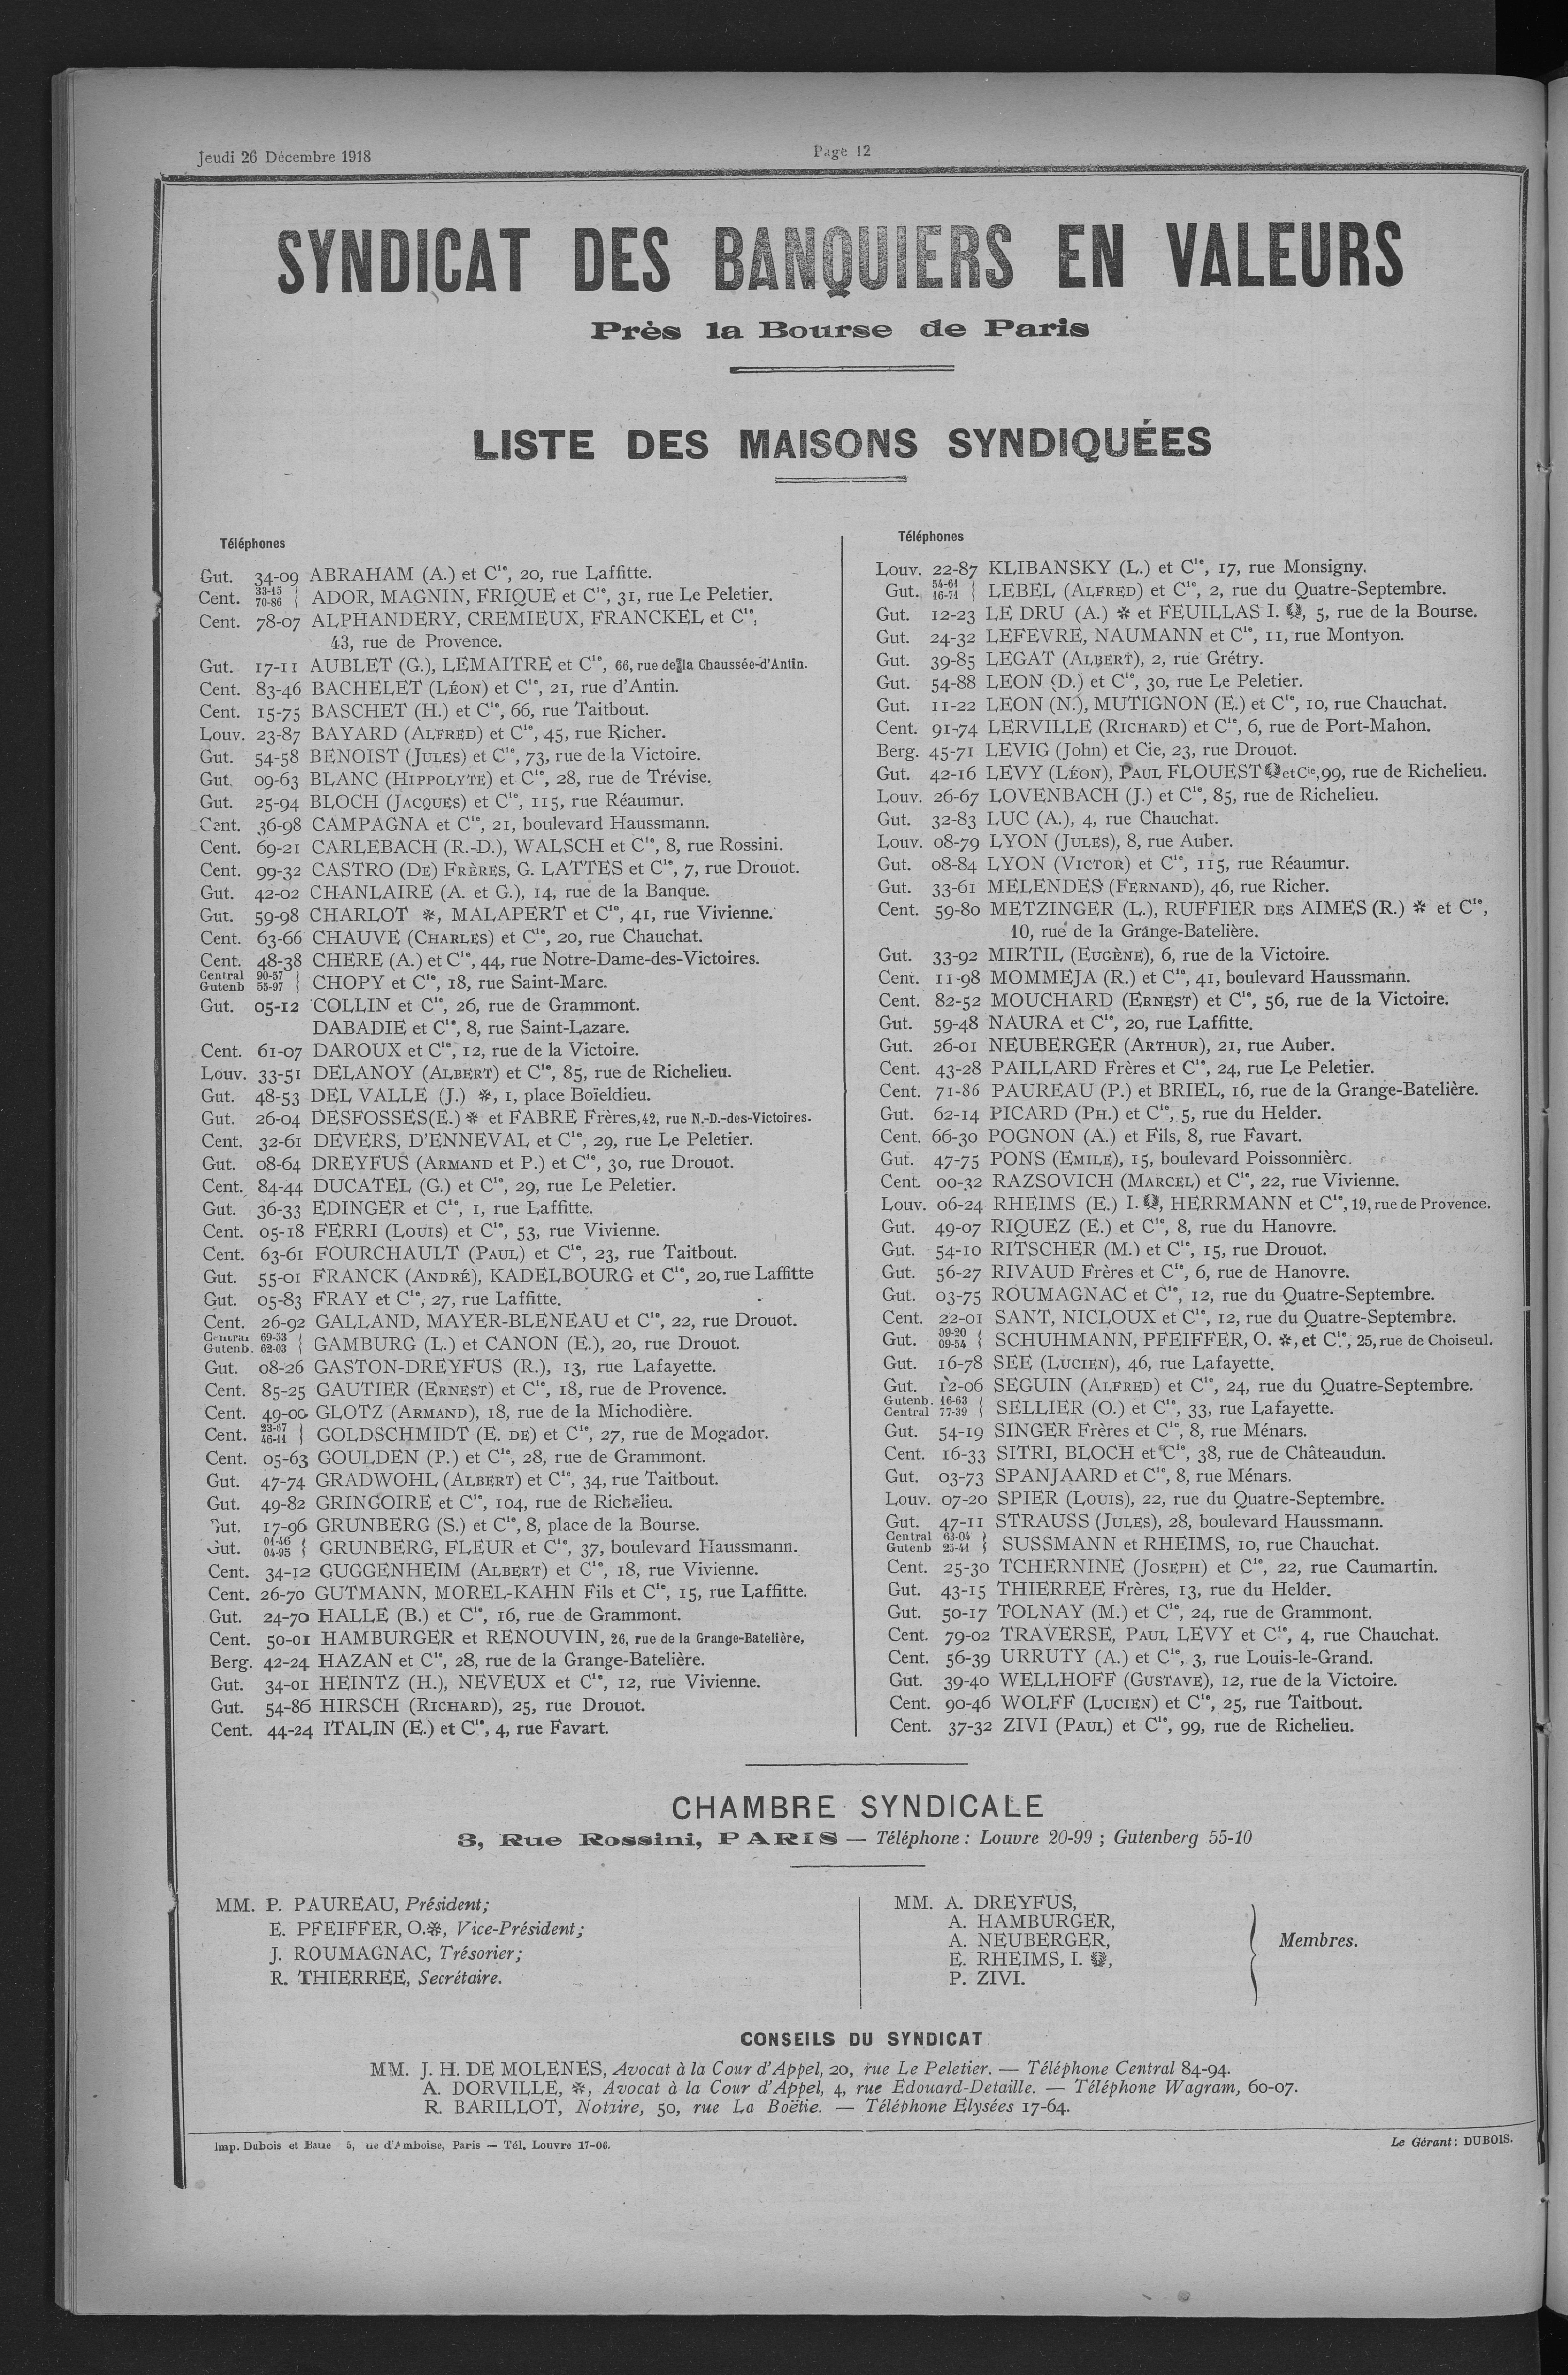 Jeudi 26 Décembre 1918
Page 12
SYNDICAT DES BANQUIERS EN VALEURS
Près la Bourse de Paris
LISTE DES MAISONS SYNDIQUÉES
Téléphones
Gut. 34-09 ABRAHAM (A.) et Cie, 20, rue Laffitte.
Cent. 33-15 70-86 { ADOR, MAGNIN, FRIQUE et Cie, 31, rue Le Peletier.
Cent. 78-07 ALPHANDERY, CREMIEUX, FRANCKEL et Cie,
43, rue de Provence.
Gut. 17-11 AUBLET (G.), LEMAITRE et Cie, 66, rue de la Chaussée-d'Antin.
Cent. 83-46 BACHELET (LÉON) et Cie, 21, rue d'Antin.
Cent. 15-75 BASCHET (H.) et Cie, 66, rue Taitbout.
Louv. 23-87 BAYARD (ALFRED) et Cie, 45, rue Richer.
Gut. 54-58 BENOIST (JULES) et Cie, 73, rue de la Victoire.
Gut. 09-63 BLANC (HIPPOLYTE) et Cie, 28, rue de Trévise.
Gut. 25-94 BLOCH (JACQUES) et Cie, 115, rue Réaumur.
Cent. 36-98 CAMPAGNA et Cie, 21, boulevard Haussmann.
Cent. 69-21 CARLEBACH (R.-D.), WALSCH et Cie, 8, rue Rossini.
Cent. 99-32 CASTRO (DE) FRÈRES, G. LATTES et Cie, 7, rue Drouot.
Gut. 42-02 CHANLAIRE (A. et G.), 14, rue de la Banque.
Gut. 59-98 CHARLOT ✻, MALAPERT et Cie, 41, rue Vivienne.
Cent. 63-66 CHAUVE (CHARLES) et Cie, 20, rue Chauchat.
Cent. 48-38 CHERE (A.) et Cie, 44, rue Notre-Dame-des-Victoires.
Central 90-57 Gutenb 55-97 { CHOPY et Cie, 18, rue Saint-Marc.
Gut. 05-12 COLLIN et Cie, 26, rue de Grammont.
DABADIE et Cie, 8, rue Saint-Lazare.
Cent. 61-07 DAROUX et Cie, 12, rue de la Victoire.
Louv. 33-51 DELANOY (ALBERT) et Cie, 85, rue de Richelieu.
Gut. 48-53 DEL VALLE (J.) ✻, 1, place Boïeldieu.
Gut. 26-04 DESFOSSES (E.) ✻ et FABRE Frères, 42, rue N.-D.-des-Victoires.
Cent. 32-61 DEVERS, D'ENNEVAL et Cie, 29, rue Le Peletier.
Gut. 08-64 DREYFUS (ARMAND et P.) et Cie, 30, rue Drouot.
Cent. 84-44 DUCATEL (G.) et Cie, 29, rue Le Peletier.
Gut. 36-33 EDINGER et Cie, 1, rue Laffitte.
Cent. 05-18 FERRI (LOUIS) et Cie, 53, rue Vivienne.
Cent. 63-61 FOURCHAULT (PAUL) et Cie, 23, rue Taitbout.
Gut. 55-01 FRANCK (ANDRÉ), KADELBOURG et Cie, 20, rue Laffitte
Gut. 05-83 FRAY et Cie, 27, rue Laffitte.
Cent. 26-92 GALLAND, MAYER-BLENEAU et Cie, 22, rue Drouot.
Central 69-53 Gutenb. 62-03 { GAMBURG (L.) et CANON (E.), 20, rue Drouot.
Gut. 08-26 GASTON-DREYFUS (R.), 13, rue Lafayette.
Cent. 85-25 GAUTIER (ERNEST) et Cie, 18, rue de Provence.
Cent. 49-00 GLOTZ (ARMAND), 18, rue de la Michodière.
Cent. 23-67 46-11 } GOLDSCHMIDT (E. DE) et Cie, 27, rue de Mogador.
Cent. 05-63 GOULDEN (P.) et Cie, 28, rue de Grammont.
Gut. 47-74 GRADWOHL (ALBERT) et Cie, 34, rue Taitbout.
Gut. 49-82 GRINGOIRE et Cie, 104, rue de Richelieu.
Gut. 17-96 GRUNBERG (S.) et Cie, 8, place de la Bourse.
Gut. 01-46 04-95 { GRUNBERG, FLEUR et Cie, 37, boulevard Haussmann.
Cent. 34-12 GUGGENHEIM (ALBERT) et Cie, 18, rue Vivienne.
Cent. 26-70 GUTMANN, MOREL-KAHN Fils et Cie, 15, rue Laffitte.
Gut. 24-70 HALLE (B.) et Cie, 16, rue de Grammont.
Cent. 50-01 HAMBURGER et RENOUVIN, 26, rue de la Grange-Batelière,
Berg. 42-24 HAZAN et Cie, 28, rue de la Grange-Batelière.
Gut. 34-01 HEINTZ (H.), NEVEUX et Cie, 12, rue Vivienne.
Gut. 54-86 HIRSCH (RICHARD), 25, rue Drouot.
Cent. 44-24 ITALIN (E.) et Cie, 4, rue Favart.
Téléphones
Louv. 22-87 KLIBANSKY (L.) et Cie, 17, rue Monsigny.
Gut. 54-61 16-71 { LEBEL (ALFRED) et Cie, 2, rue du Quatre-Septembre.
Gut. 12-23 LE DRU (A.) ✻ et FEUILLAS I. , 5, rue de la Bourse.
Gut. 24-32 LEFEVRE, NAUMANN et Cie, 11, rue Montyon.
Gut. 39-85 LEGAT (ALBERT), 2, rue Grétry.
Gut. 54-88 LEON (D.) et Cie, 30, rue Le Peletier.
Gut. 11-22 LEON (N.), MUTIGNON (E.) et Cie, 10, rue Chauchat.
Cent. 91-74 LERVILLE (RICHARD) et Cie, 6, rue de Port-Mahon.
Berg. 45-71 LEVIG (John) et Cie, 23, rue Drouot.
Gut. 42-16 LEVY (LÉON), PAUL FLOUEST et Cie, 99, rue de Richelieu.
Louv. 26-67 LOVENBACH (J.) et Cie, 85, rue de Richelieu.
Gut. 32-83 LUC (A.), 4, rue Chauchat.
Louv. 08-79 LYON (JULES), 8, rue Auber.
Gut. 08-84 LYON (VICTOR) et Cie, 115, rue Réaumur.
Gut. 33-61 MELENDES (FERNAND), 46, rue Richer.
Cent. 59-80 METZINGER (L.), RUFFIER DES AIMES (R.) ✻ et Cie,
10, rue de la Grange-Batelière.
Gut. 33-92 MIRTIL (EUGÈNE), 6, rue de la Victoire.
Cent. 11-98 MOMMEJA (R.) et Cie, 41, boulevard Haussmann.
Cent. 82-52 MOUCHARD (ERNEST) et Cie, 56, rue de la Victoire.
Gut. 59-48 NAURA et Cie, 20, rue Laffitte.
Gut. 26-01 NEUBERGER (ARTHUR), 21, rue Auber.
Cent. 43-28 PAILLARD Frères et Cie, 24, rue Le Peletier.
Cent. 71-86 PAUREAU (P.) et BRIEL, 16, rue de la Grange-Batelière.
Gut. 62-14 PICARD (PH.) et Cie, 5, rue du Helder.
Cent. 66-30 POGNON (A.) et Fils, 8, rue Favart.
Gut. 47-75 PONS (EMILE), 15, boulevard Poissonnière.
Cent. 00-32 RAZSOVICH (MARCEL) et Cie, 22, rue Vivienne.
Louv. 06-24 RHEIMS (E.) I. , HERRMANN et Cie, 19, rue de Provence.
Gut. 49-07 RIQUEZ (E.) et Cie, 8, rue du Hanovre.
Gut. 54-10 RITSCHER (M.) et Cie, 15, rue Drouot.
Gut. 56-27 RIVAUD Frères et Cie, 6, rue de Hanovre.
Gut. 03-75 ROUMAGNAC et Cie, 12, rue du Quatre-Septembre.
Cent. 22-01 SANT, NICLOUX et Cie, 12, rue du Quatre-Septembre.
Gut. 09-20 09-54 { SCHUHMANN, PFEIFFER, O. ✻, et Cie, 25, rue de Choiseul.
Gut. 16-78 SEE (LUCIEN), 46, rue Lafayette.
Gut. 12-06 SEGUIN (ALFRED) et Cie, 24, rue du Quatre-Septembre.
Gutenb. 16-63 Central 77-39 { SELLIER (O.) et Cie, 33, rue Lafayette.
Gut. 54-19 SINGER Frères et Cie, 8, rue Ménars.
Cent. 16-33 SITRI, BLOCH et Cie, 38, rue de Châteaudun.
Gut. 03-73 SPANJAARD et Cie, 8, rue Ménars.
Louv. 07-20 SPIER (LOUIS), 22, rue du Quatre-Septembre.
Gut. 47-11 STRAUSS (JULES), 28, boulevard Haussmann.
Central 63-04 Gutenb 25-41 } SUSSMANN et RHEIMS, 10, rue Chauchat.
Cent. 25-30 TCHERNINE (JOSEPH) et Cie, 22, rue Caumartin.
Gut. 43-15 THIERREE Frères, 13, rue du Helder.
Gut. 50-17 TOLNAY (M.) et Cie, 24, rue de Grammont.
Cent. 79-02 TRAVERSE, PAUL LEVY et Cie, 4, rue Chauchat.
Cent. 56-39 URRUTY (A.) et Cie, 3, rue Louis-le-Grand.
Gut. 39-40 WELLHOFF (GUSTAVE), 12, rue de la Victoire.
Cent. 90-46 WOLFF (LUCIEN) et Cie, 25, rue Taitbout.
Cent. 37-32 ZIVI (PAUL) et Cie, 99, rue de Richelieu.
CHAMBRE SYNDICALE
3, Rue Rossini, PARIS — Téléphone : Louvre 20-99 ; Gutenberg 55-10
MM. P. PAUREAU, Président;
E. PFEIFFER, O.✻, Vice-Président;
J. ROUMAGNAC, Trésorier;
R. THIERREE, Secrétaire.
MM. A. DREYFUS,
A. HAMBURGER,
A. NEUBERGER,
E. RHEIMS, I. ,
P. ZIVI.
Membres.
CONSEILS DU SYNDICAT
MM. J. H. DE MOLENES, Avocat à la Cour d'Appel, 20, rue Le Peletier. — Téléphone Central 84-94.
A. DORVILLE, ✻, Avocat à la Cour d'Appel, 4, rue Edouard-Detaille. — Téléphone Wagram, 60-07.
R. BARILLOT, Notaire, 50, rue La Boëtie. — Téléphone Elysées 17-64.
Imp. Dubois et 5, rue d'Amboise, Paris — Tél. Louvre 17-06.
Le Gérant : DUBOIS.